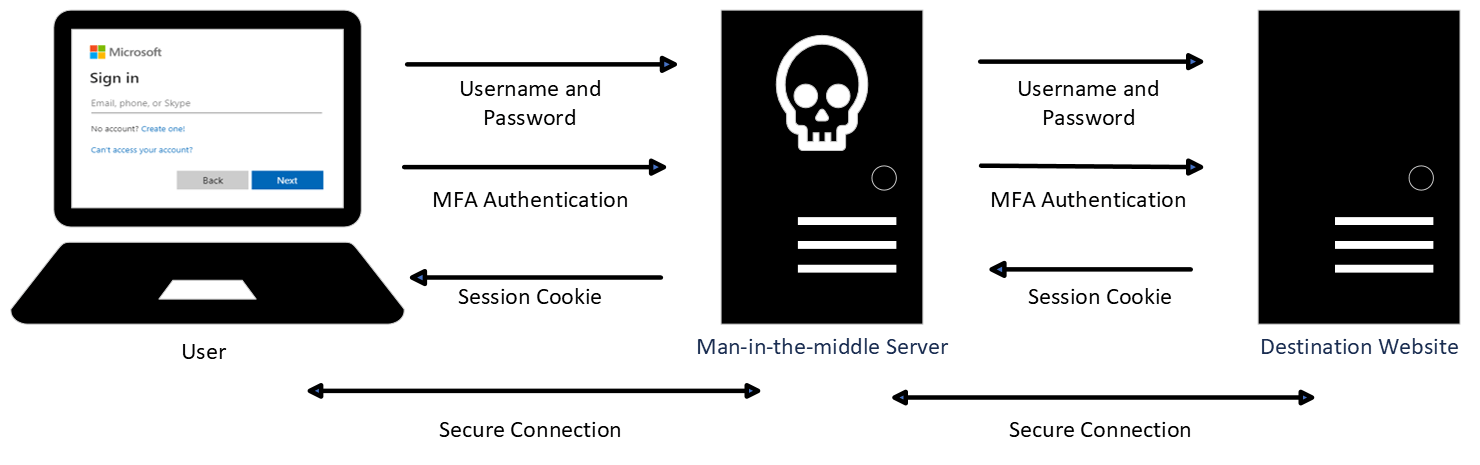 Microsoft
Sign in
Email, phone, or Skype
No account? Create one!
Can't access your account?
Back
Next
User
Username and
Password
MFA Authentication
Session Cookie
Man-in-the-middle Server
Username and
Password
MFA Authentication
Session Cookie
Destination Website
Secure Connection
Secure Connection